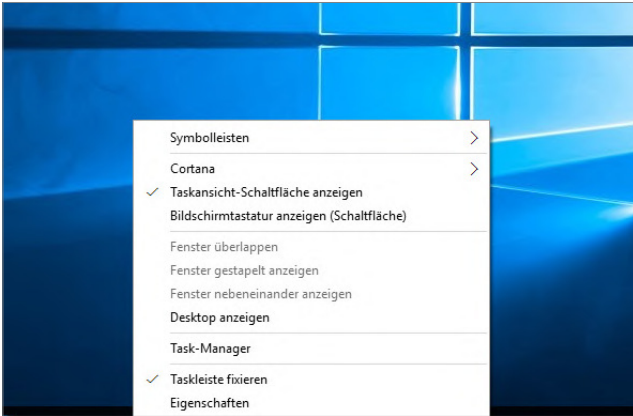 Symbolleisten
Cortana
Taskansicht-Schaltfläche anzeigen
Bildschirmtastatur anzeigen (Schaltfläche)
Fenster überlappen
Fenster gestapelt anzeigen
Fenster nebeneinander anzeigen
Desktop anzeigen
Task-Manager
Taskleiste fixieren
Eigenschaften